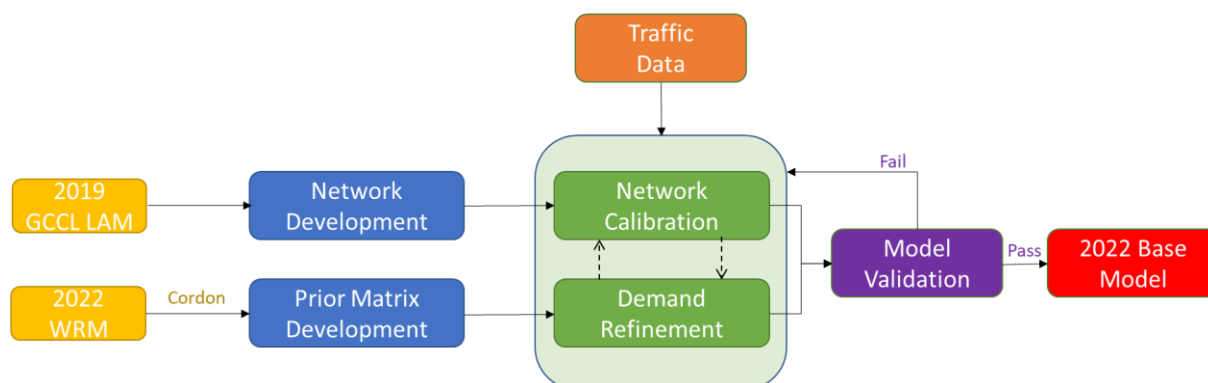 Traffic
Data
Fail
2019
GCCL LAM
Network
Development
Network
Calibration
Model
Validation
Pass
2022 Base
Model
2022
WRM
Cordon
Prior Matrix
Development
Demand
Refinement